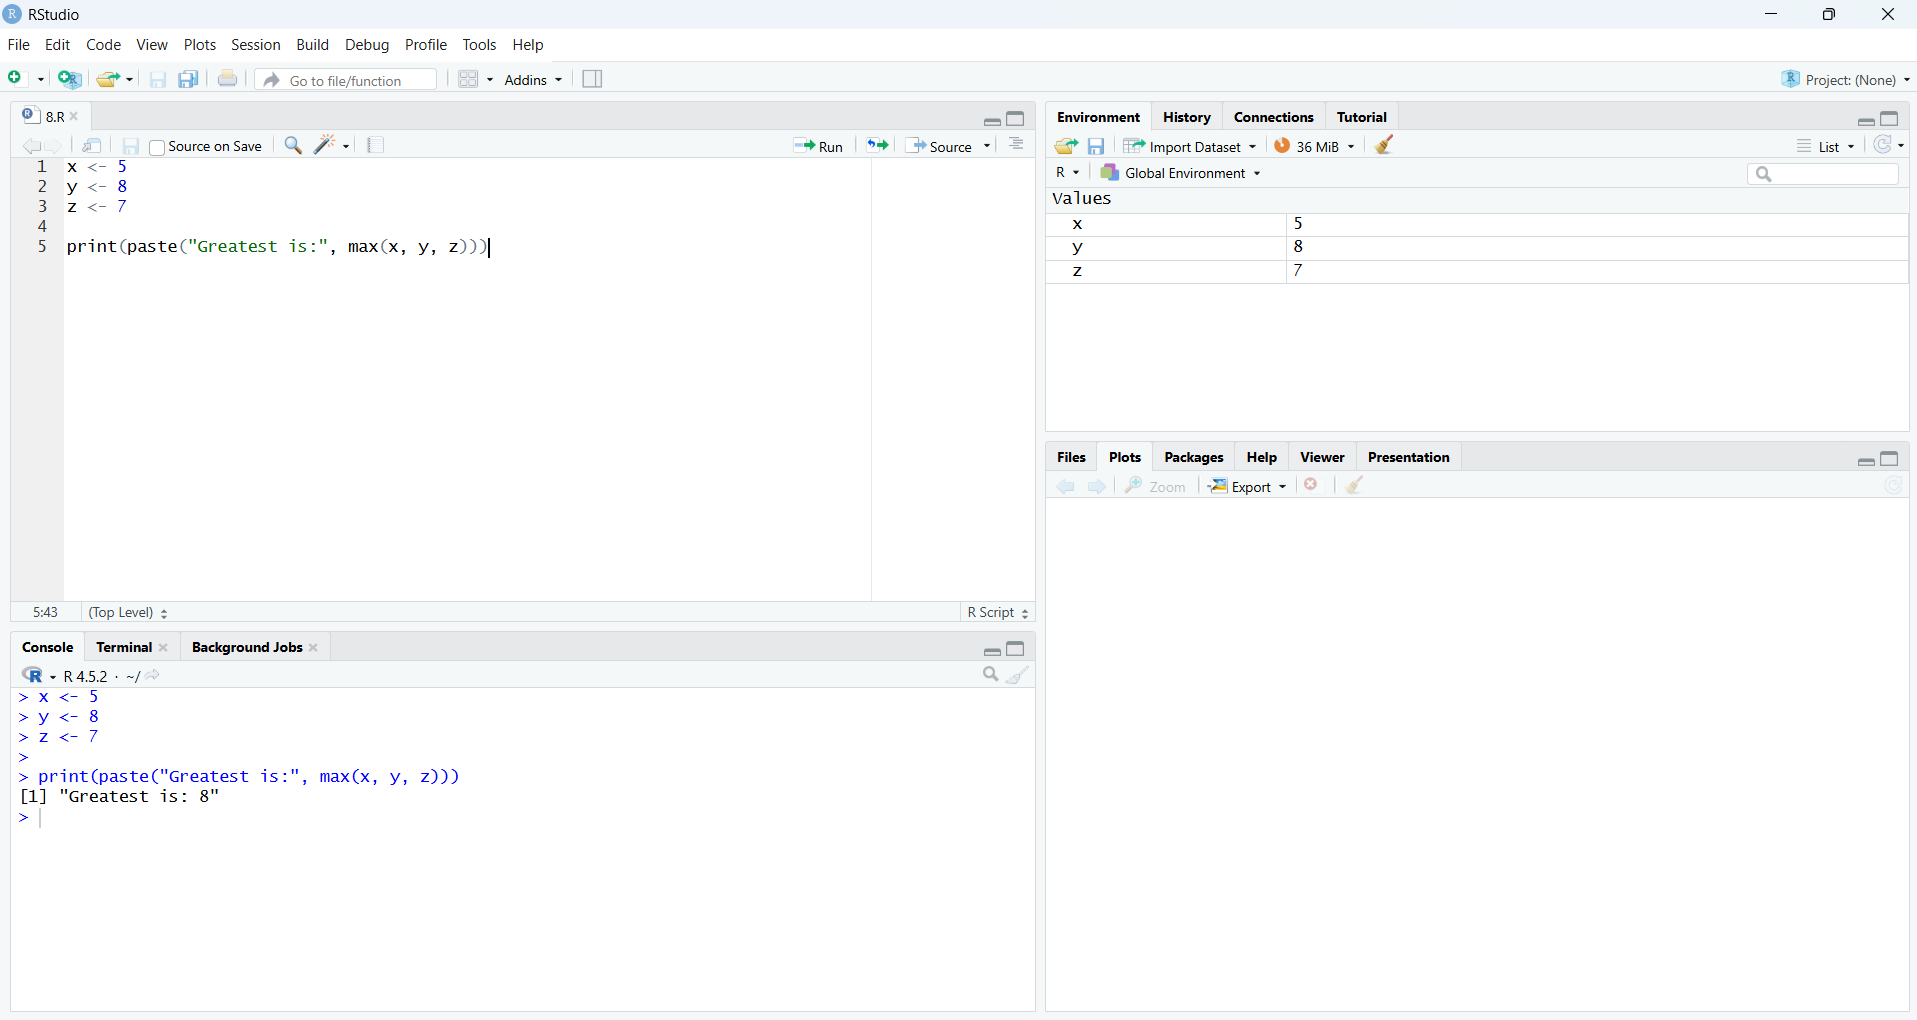 RStudio
File Edit Code View Plots Session Build Debug Profile Tools Help
Go to file/function Addins Project: (None)
8.R
Source on Save Run Source
1 x <- 5
2 y <- 8
3 z <- 7
4
5 print(paste("Greatest is:", max(x, y, z)))
5:43 (Top Level) R Script
Console Terminal Background Jobs
R 4.5.2 · ~/
> x <- 5
> y <- 8
> z <- 7
>
> print(paste("Greatest is:", max(x, y, z)))
[1] "Greatest is: 8"
>
Environment History Connections Tutorial
Import Dataset 36 MiB List
R Global Environment
Values
x 5
y 8
z 7
Files Plots Packages Help Viewer Presentation
Zoom Export